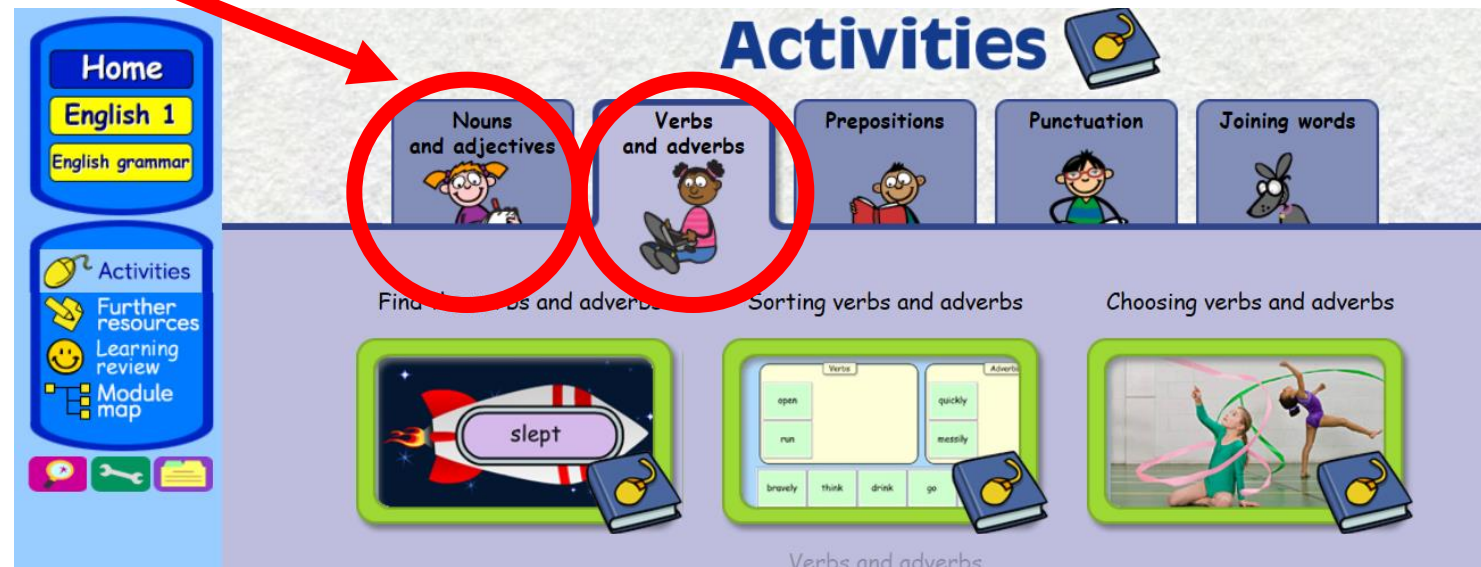 Activities
Home
English 1
English grammar
Nouns
and adjectives
Verbs
and adverbs
Prepositions
Punctuation
Joining words
Activities
Further
resources
Learning
review
Module
map
Find and adverbs
Sorting verbs and adverbs
Choosing verbs and adverbs
slept
Verbs
Adverbs
open
run
quickly
messily
bravely think drink go
Verbs and adverbs